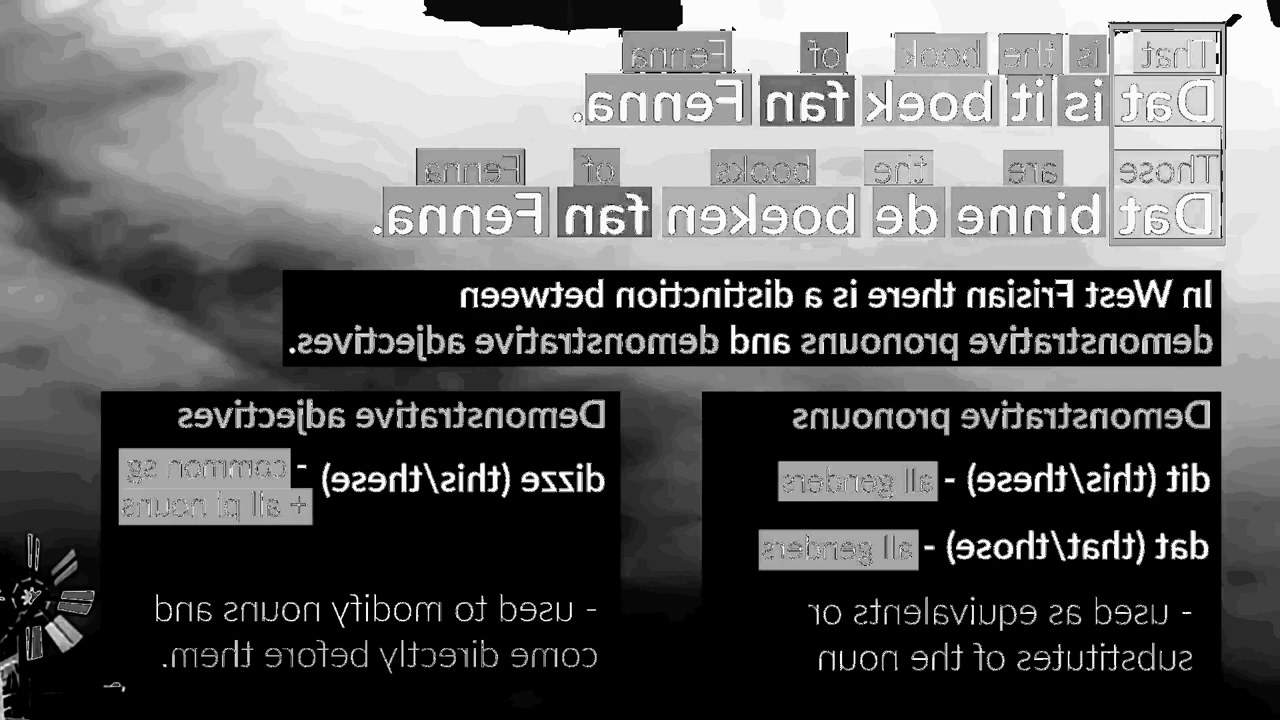 That is the book of Fenna
Dat is it boek fan Fenna.
Those are the books of Fenna
Dat binne de boeken fan Fenna.
In West Frisian there is a distinction between
demonstrative pronouns and demonstrative adjectives.
Demonstrative pronouns
dit (this/these) - all genders
dat (that/those) - all genders
- used as equivalents or
substitutes of the noun
Demonstrative adjectives
dizze (this/these) - common sg
+ all pl nouns
- used to modify nouns and
come directly before them.